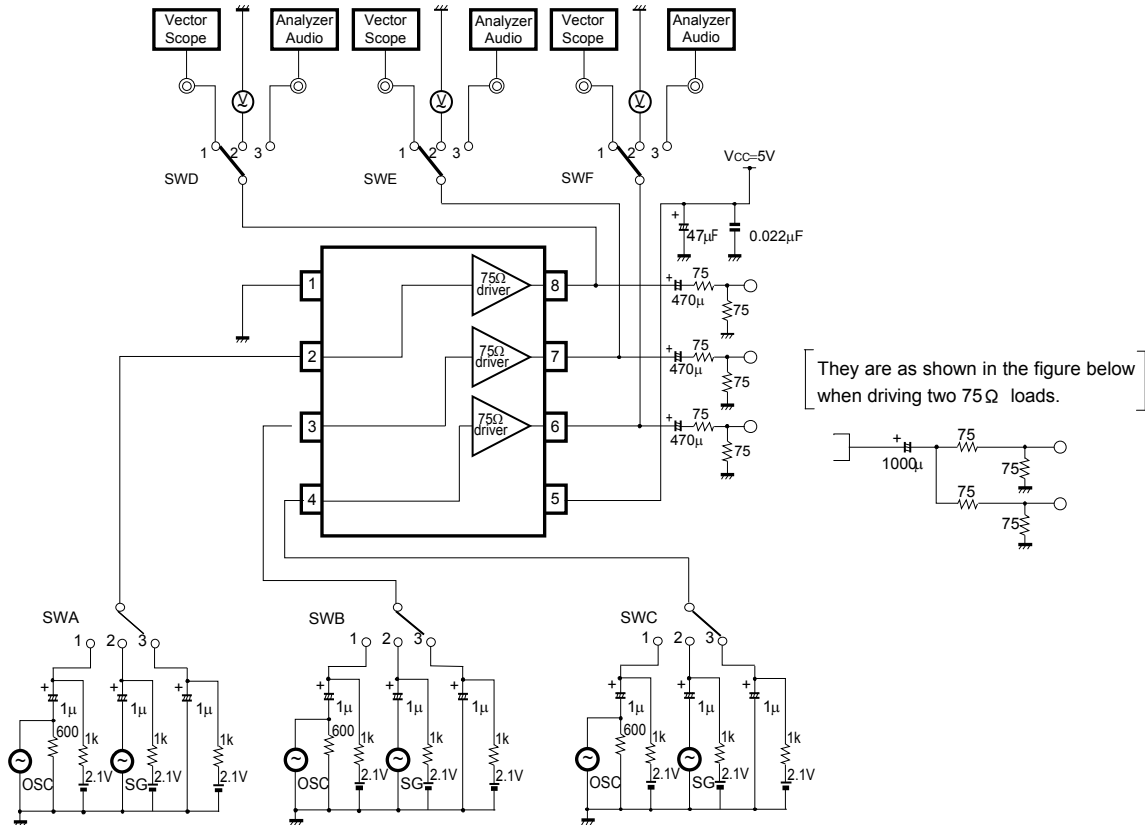 Vector
Scope
Analyzer
Audio
Vector
Scope
Analyzer
Audio
Vector
Scope
Analyzer
Audio
V
V
V
1 2 3
1 2 3
1 2 3
SWD
SWE
SWF
VCC=5V
+
47µF
0.022µF
1
2
3
4
8
7
6
5
75Ω
driver
75Ω
driver
75Ω
driver
+
470µ
75
75
+
470µ
75
75
+
470µ
75
75
They are as shown in the figure below
when driving two 75Ω loads.
+
1000µ
75
75
75
75
SWA
1 2 3
+
1µ
+
1µ
+
1µ
600
1k
1k
1k
OSC
2.1V
SG
2.1V
2.1V
SWB
1 2 3
+
1µ
+
1µ
+
1µ
600
1k
1k
1k
OSC
2.1V
SG
2.1V
2.1V
SWC
1 2 3
+
1µ
+
1µ
+
1µ
600
1k
1k
1k
OSC
2.1V
SG
2.1V
2.1V